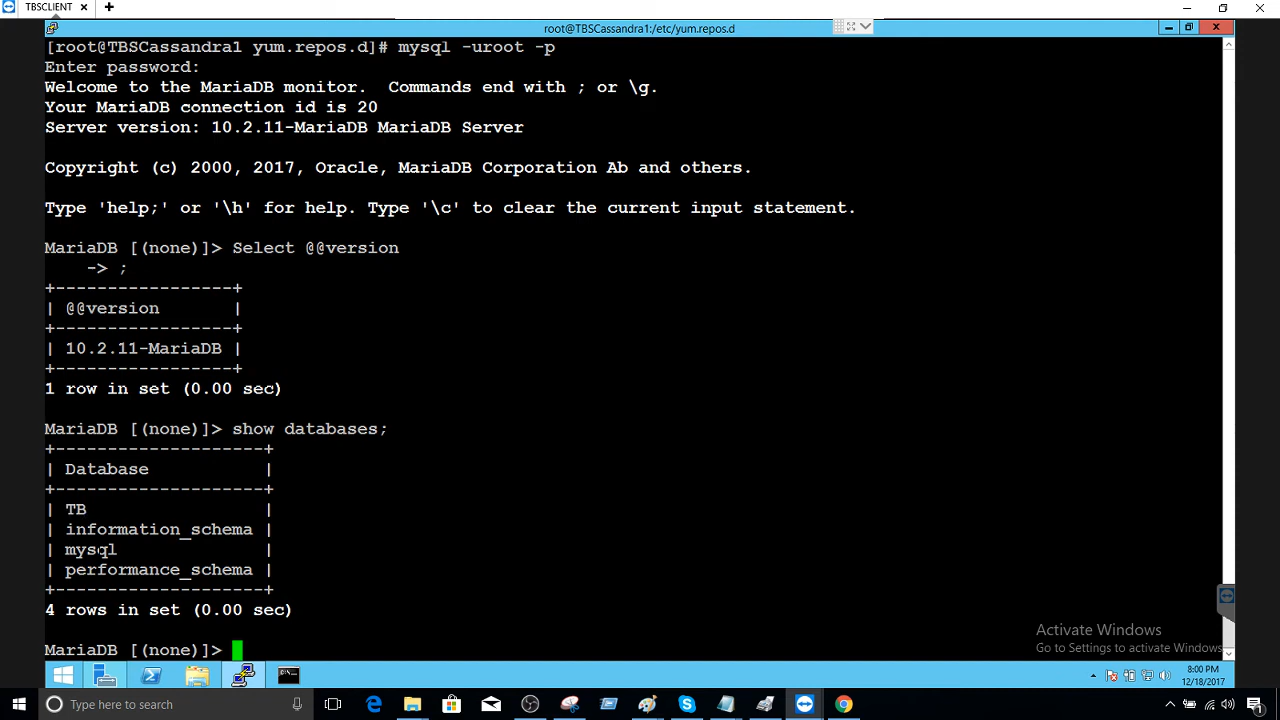 TBSCLIENT
root@TBSCassandra1:/etc/yum.repos.d
[root@TBSCassandra1 yum.repos.d]# mysql -uroot -p
Enter password:
Welcome to the MariaDB monitor.  Commands end with ; or \g.
Your MariaDB connection id is 20
Server version: 10.2.11-MariaDB MariaDB Server
Copyright (c) 2000, 2017, Oracle, MariaDB Corporation Ab and others.
Type 'help;' or '\h' for help. Type '\c' to clear the current input statement.
MariaDB [(none)]> Select @@version
    -> ;
+-----------------+
| @@version       |
+-----------------+
| 10.2.11-MariaDB |
+-----------------+
1 row in set (0.00 sec)
MariaDB [(none)]> show databases;
+--------------------+
| Database           |
+--------------------+
| TB                 |
| information_schema |
| mysql              |
| performance_schema |
+--------------------+
4 rows in set (0.00 sec)
MariaDB [(none)]>
Activate Windows
Go to Settings to activate Windows.
8:00 PM
12/18/2017
Type here to search